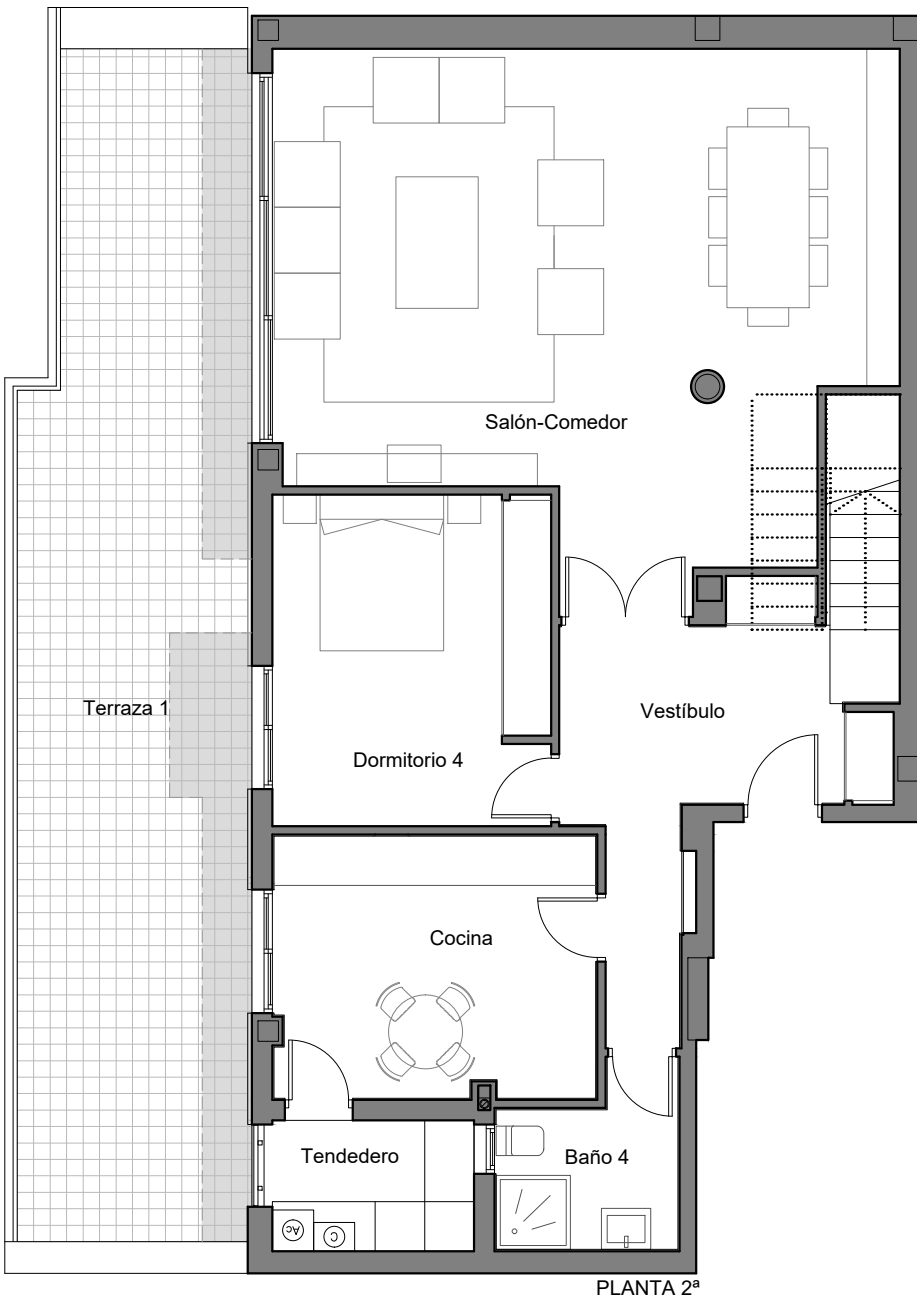 Salón-Comedor
Terraza 1
Vestíbulo
Dormitorio 4
Cocina
Tendedero
Baño 4
Ac
C
PLANTA 2ª